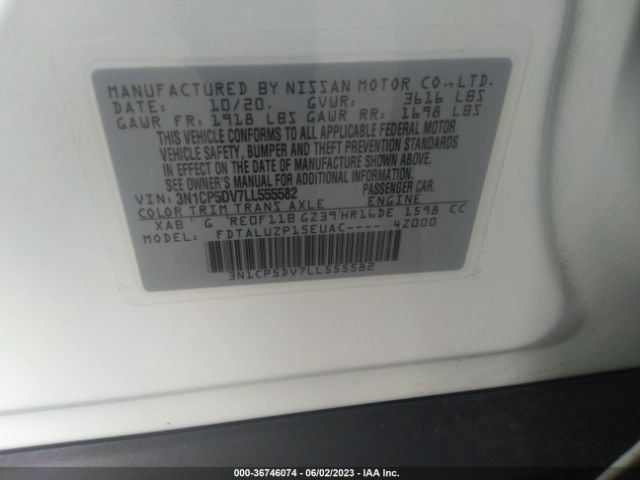 MANUFACTURED BY NISSAN MOTOR CO.,LTD.
DATE: 10/20. GVWR: 3616 LBS
GAWR FR: 1918 LBS GAWR RR: 1698 LBS
THIS VEHICLE CONFORMS TO ALL APPLICABLE FEDERAL MOTOR
VEHICLE SAFETY, BUMPER AND THEFT PREVENTION STANDARDS
IN EFFECT ON THE DATE OF MANUFACTURE SHOWN ABOVE.
SEE OWNER'S MANUAL FOR ADDITIONAL INFORMATION.
VIN: 3N1CP5DV7LL555582 PASSENGER CAR.
COLOR TRIM TRANS AXLE ENGINE
XAB G RE0F11B GZ39 HR16DE 1598 CC
MODEL: FDTALUZP15EUAC---- 4Z000
3N1CP5DV7LL555582
000-36746074 - 06/02/2023 - IAA Inc.